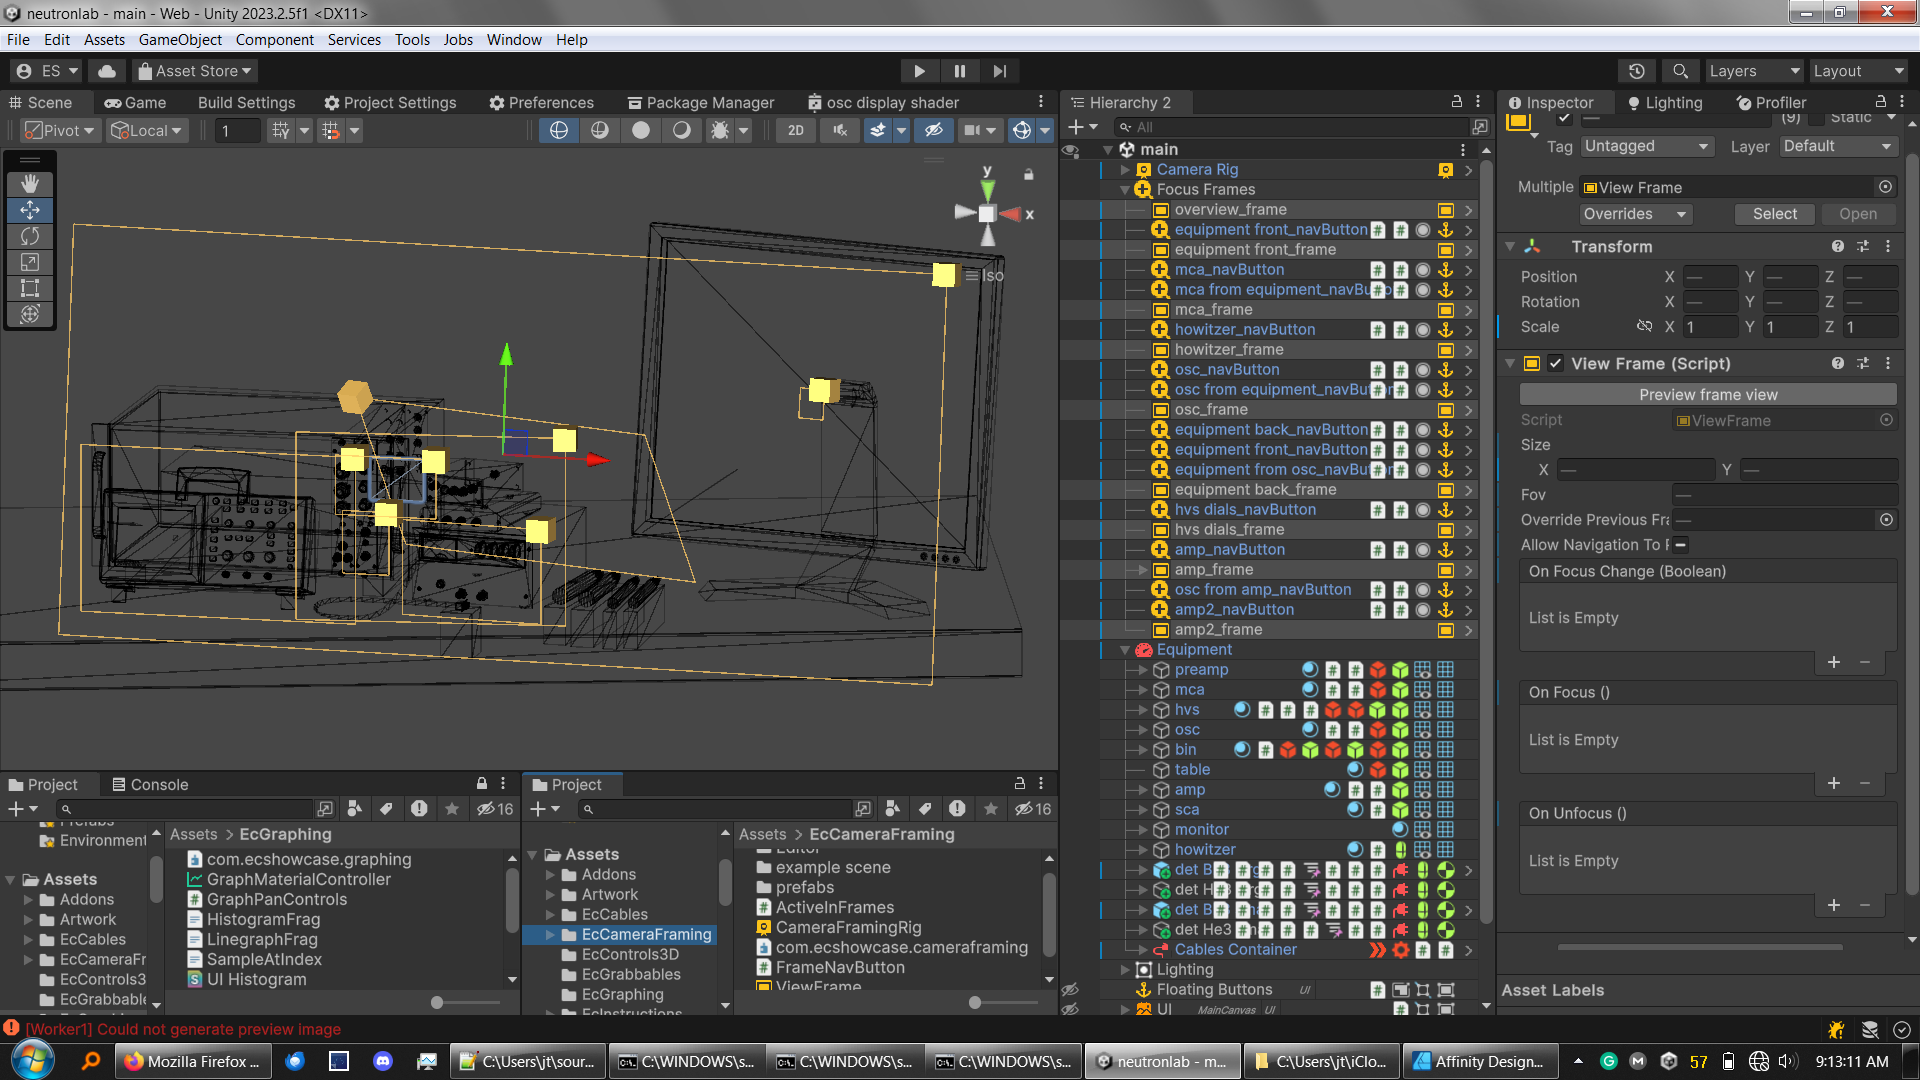 neutronlab - main - Web - Unity 2023.2.5f1 <DX11>
File Edit Assets GameObject Component Services Tools Jobs Window Help
ES Asset Store Layers Layout
Scene Game Build Settings Project Settings Preferences Package Manager osc display shader
Pivot Local 1 2D
y
x
Iso
Hierarchy 2
All
main
Camera Rig
Focus Frames
overview_frame
equipment front_navButton
equipment front_frame
mca_navButton
mca from equipment_navBu
mca_frame
howitzer_navButton
howitzer_frame
osc_navButton
osc from equipment_navBut
osc_frame
equipment back_navButton
equipment front_navButton
equipment from osc_navBut
equipment back_frame
hvs dials_navButton
hvs dials_frame
amp_navButton
amp_frame
osc from amp_navButton
amp2_navButton
amp2_frame
Equipment
preamp
mca
hvs
osc
bin
table
amp
sca
monitor
howitzer
det B
det H
det B
det He3
Cables Container
Lighting
Floating Buttons UI
UI MainCanvas UI
Inspector Lighting Profiler
(9) Static
Tag Untagged Layer Default
Multiple View Frame
Overrides Select Open
Transform
Position X — Y — Z —
Rotation X — Y — Z —
Scale X 1 Y 1 Z 1
View Frame (Script)
Preview frame view
Script ViewFrame
Size
X — Y —
Fov —
Override Previous Fra —
Allow Navigation To F
On Focus Change (Boolean)
List is Empty
On Focus ()
List is Empty
On Unfocus ()
List is Empty
Asset Labels
Project Console
16
Prefabs
Environment
Assets
Addons
Artwork
EcCables
EcCameraFr
EcControls3
EcGrabbable
Assets > EcGraphing
com.ecshowcase.graphing
GraphMaterialController
GraphPanControls
HistogramFrag
LinegraphFrag
SampleAtIndex
UI Histogram
Project
16
Assets
Addons
Artwork
EcCables
EcCameraFraming
EcControls3D
EcGrabbables
EcGraphing
EcInstructions
Assets > EcCameraFraming
Editor
example scene
prefabs
ActiveInFrames
CameraFramingRig
com.ecshowcase.cameraframing
FrameNavButton
ViewFrame
[Worker1] Could not generate preview image
Mozilla Firefox ... C:\Users\jt\sour... C:\WINDOWS\s... C:\WINDOWS\s... C:\WINDOWS\s... neutronlab - m... C:\Users\jt\iClo... Affinity Design... 57 9:13:11 AM